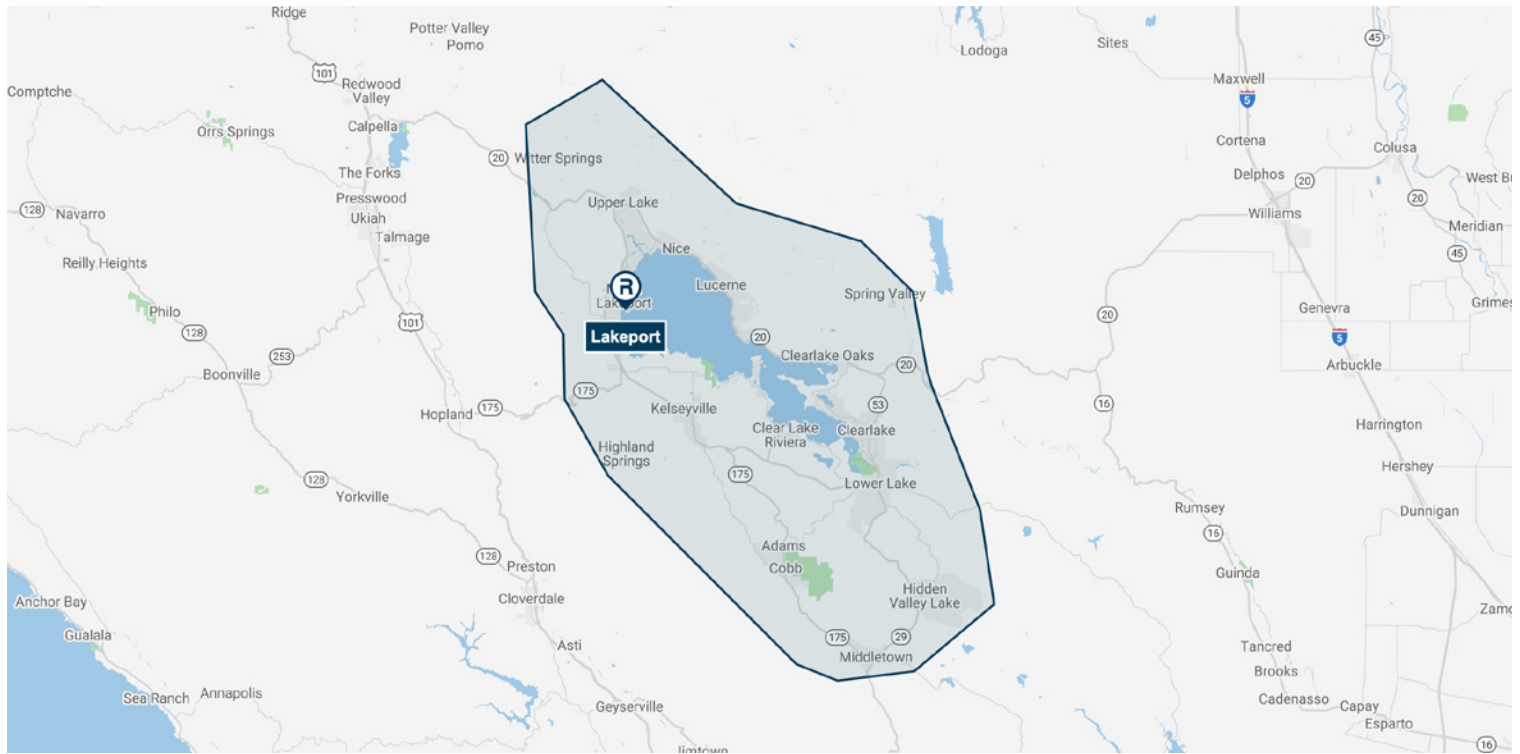 Ridge
Potter Valley
Pomo
Lodoga
Sites
45
101
Redwood
Valley
Maxwell
5
Comptche
Calpella
Orrs Springs
Cortena
Colusa
20
Witter Springs
The Forks
Delphos
20
West
Presswood
Ukiah
Upper Lake
Williams
20
128
Navarro
Talmage
Meridian
Nice
45
Reilly Heights
Lucerne
R
Spring Valley
Lakeport
Genevra
Grimes
Philo
101
20
128
Lakeport
20
5
253
Clearlake Oaks
Arbuckle
Boonville
20
175
Hopland
175
Kelseyville
53
16
Clear Lake
Riviera
Clearlake
Harrington
Highland
Springs
175
Hershey
128
Lower Lake
Yorkville
Rumsey
Dunnigan
16
128
Adams
Cobb
Preston
Guinda
Hidden
Valley Lake
Anchor Bay
Cloverdale
Gualala
175
29
Asti
Middletown
Tancred
Brooks
Sea Ranch
Annapolis
Cadenasso
Geyserville
Capay
Esparto
16